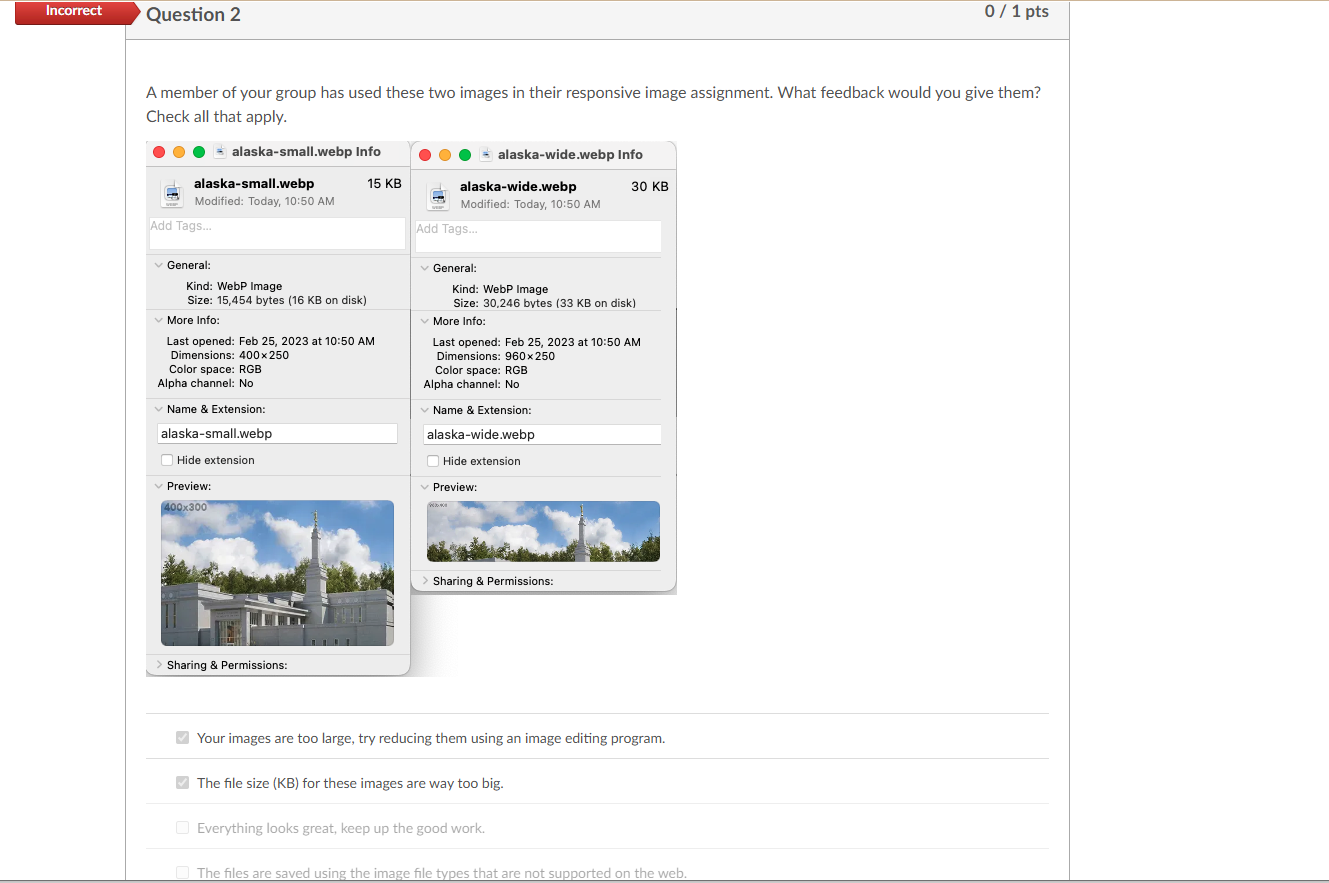 Incorrect
Question 2
0 / 1 pts
A member of your group has used these two images in their responsive image assignment. What feedback would you give them?
Check all that apply.
alaska-small.webp Info
alaska-small.webp 15 KB
Modified: Today, 10:50 AM
Add Tags...
General:
Kind: WebP Image
Size: 15,454 bytes (16 KB on disk)
More Info:
Last opened: Feb 25, 2023 at 10:50 AM
Dimensions: 400×250
Color space: RGB
Alpha channel: No
Name & Extension:
alaska-small.webp
Hide extension
Preview:
400x300
Sharing & Permissions:
alaska-wide.webp Info
alaska-wide.webp 30 KB
Modified: Today, 10:50 AM
Add Tags...
General:
Kind: WebP Image
Size: 30,246 bytes (33 KB on disk)
More Info:
Last opened: Feb 25, 2023 at 10:50 AM
Dimensions: 960×250
Color space: RGB
Alpha channel: No
Name & Extension:
alaska-wide.webp
Hide extension
Preview:
Sharing & Permissions:
Your images are too large, try reducing them using an image editing program.
The file size (KB) for these images are way too big.
Everything looks great, keep up the good work.
The files are saved using the image file types that are not supported on the web.